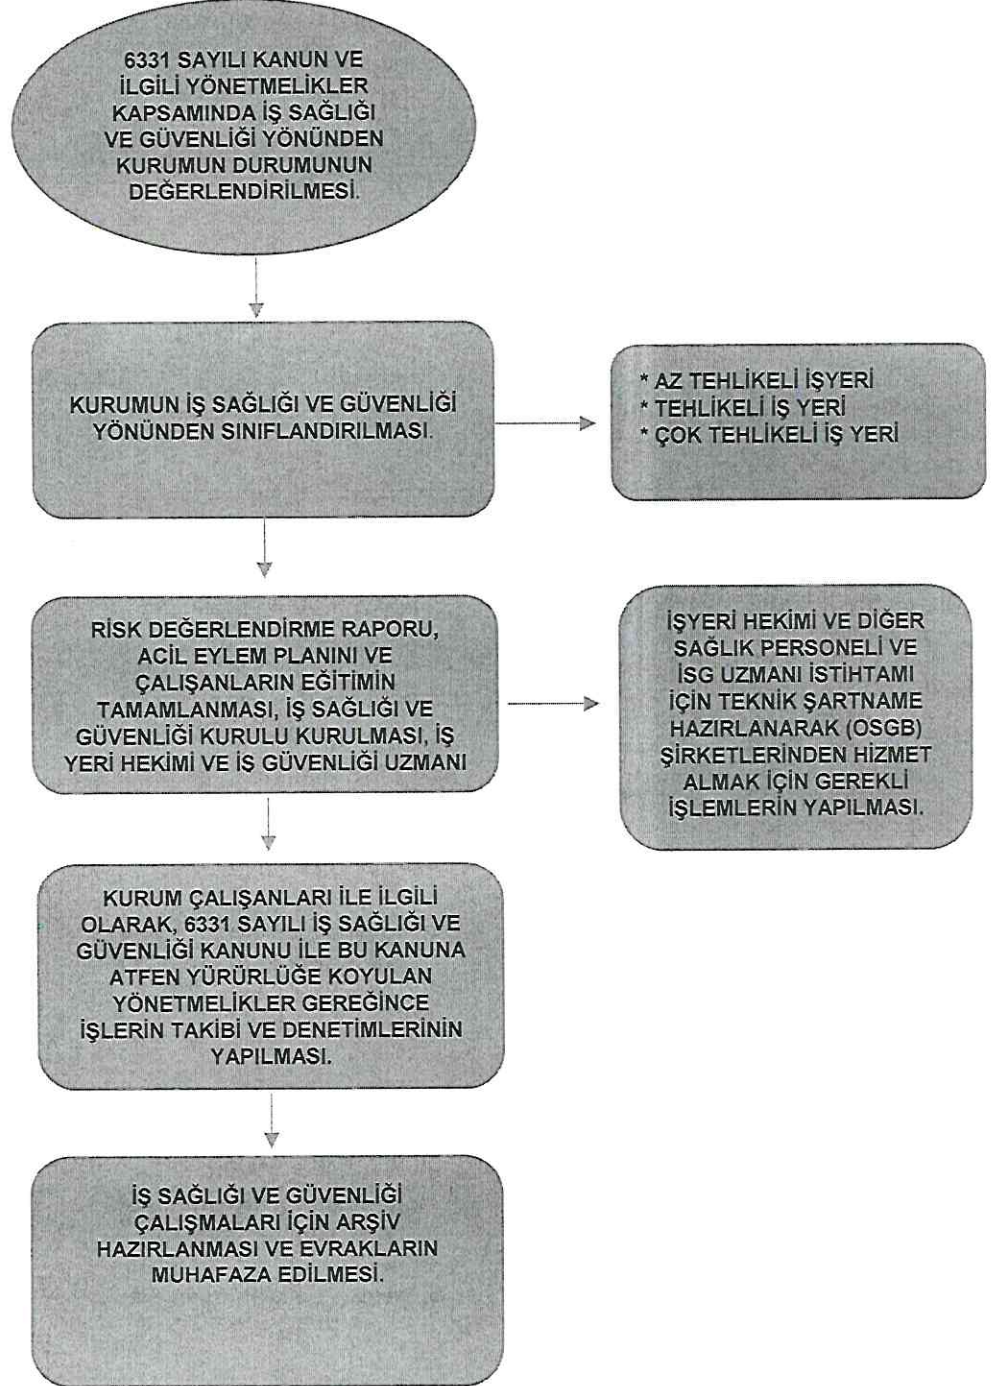 6331 SAYILI KANUN VE
İLGİLİ YÖNETMELİKLER
KAPSAMINDA İŞ SAĞLIĞI
VE GÜVENLİĞİ YÖNÜNDEN
KURUMUN DURUMUNUN
DEĞERLENDİRİLMESİ.
KURUMUN İŞ SAĞLIĞI VE GÜVENLİĞİ
YÖNÜNDEN SINIFLANDIRILMASI.
* AZ TEHLİKELİ İŞYERİ
* TEHLİKELİ İŞ YERİ
* ÇOK TEHLİKELİ İŞ YERİ
RİSK DEĞERLENDİRME RAPORU,
ACİL EYLEM PLANINI VE
ÇALIŞANLARIN EĞİTİMİN
TAMAMLANMASI, İŞ SAĞLIĞI VE
GÜVENLİĞİ KURULU KURULMASI, İŞ
YERİ HEKİMİ VE İŞ GÜVENLİĞİ UZMANI
İŞYERİ HEKİMİ VE DİĞER
SAĞLIK PERSONELİ VE
İSG UZMANI İSTİHTAMI
İÇİN TEKNİK ŞARTNAME
HAZIRLANARAK (OSGB)
ŞİRKETLERİNDEN HİZMET
ALMAK İÇİN GEREKLİ
İŞLEMLERİN YAPILMASI.
KURUM ÇALIŞANLARI İLE İLGİLİ
OLARAK, 6331 SAYILI İŞ SAĞLIĞI VE
GÜVENLİĞİ KANUNU İLE BU KANUNA
ATFEN YÜRÜRLÜĞE KOYULAN
YÖNETMELİKLER GEREĞİNCE
İŞLERİN TAKİBİ VE DENETİMLERİNİN
YAPILMASI.
İŞ SAĞLIĞI VE GÜVENLİĞİ
ÇALIŞMALARI İÇİN ARŞİV
HAZIRLANMASI VE EVRAKLARIN
MUHAFAZA EDİLMESİ.